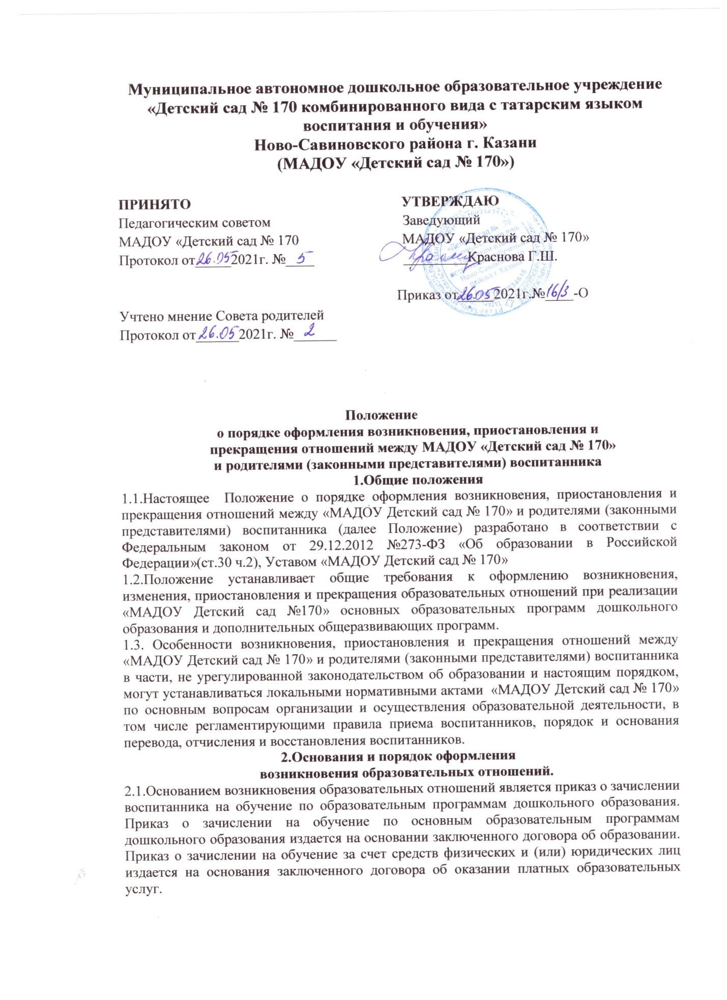 Муниципальное автономное дошкольное образовательное учреждение
«Детский сад № 170 комбинированного вида с татарским языком
воспитания и обучения»
Ново-Савиновского района г. Казани
(МАДОУ «Детский сад № 170»)
ПРИНЯТО
Педагогическим советом
МАДОУ «Детский сад № 170
Протокол от 26.05 2021г. № 5
УТВЕРЖДАЮ
Заведующий
МАДОУ «Детский сад № 170»
Краснова Г.Ш.
Приказ от 26.05 2021г.№ 16/3 -О
Учтено мнение Совета родителей
Протокол от 26.05 2021г. № 2
Положение
о порядке оформления возникновения, приостановления и
прекращения отношений между МАДОУ «Детский сад № 170»
и родителями (законными представителями) воспитанника
1.Общие положения
1.1.Настоящее Положение о порядке оформления возникновения, приостановления и
прекращения отношений между «МАДОУ Детский сад № 170» и родителями (законными
представителями) воспитанника (далее Положение) разработано в соответствии с
Федеральным законом от 29.12.2012 №273-ФЗ «Об образовании в Российской
Федерации»(ст.30 ч.2), Уставом «МАДОУ Детский сад № 170»
1.2.Положение устанавливает общие требования к оформлению возникновения,
изменения, приостановления и прекращения образовательных отношений при реализации
«МАДОУ Детский сад №170» основных образовательных программ дошкольного
образования и дополнительных общеразвивающих программ.
1.3. Особенности возникновения, приостановления и прекращения отношений между
«МАДОУ Детский сад № 170» и родителями (законными представителями) воспитанника
в части, не урегулированной законодательством об образовании и настоящим порядком,
могут устанавливаться локальными нормативными актами «МАДОУ Детский сад № 170»
по основным вопросам организации и осуществления образовательной деятельности, в
том числе регламентирующими правила приема воспитанников, порядок и основания
перевода, отчисления и восстановления воспитанников.
2.Основания и порядок оформления
возникновения образовательных отношений.
2.1.Основанием возникновения образовательных отношений является приказ о зачислении
воспитанника на обучение по образовательным программам дошкольного образования.
Приказ о зачислении на обучение по основным образовательным программам
дошкольного образования издается на основании заключенного договора об образовании.
Приказ о зачислении на обучение за счет средств физических и (или) юридических лиц
издается на основания заключенного договора об оказании платных образовательных
услуг.